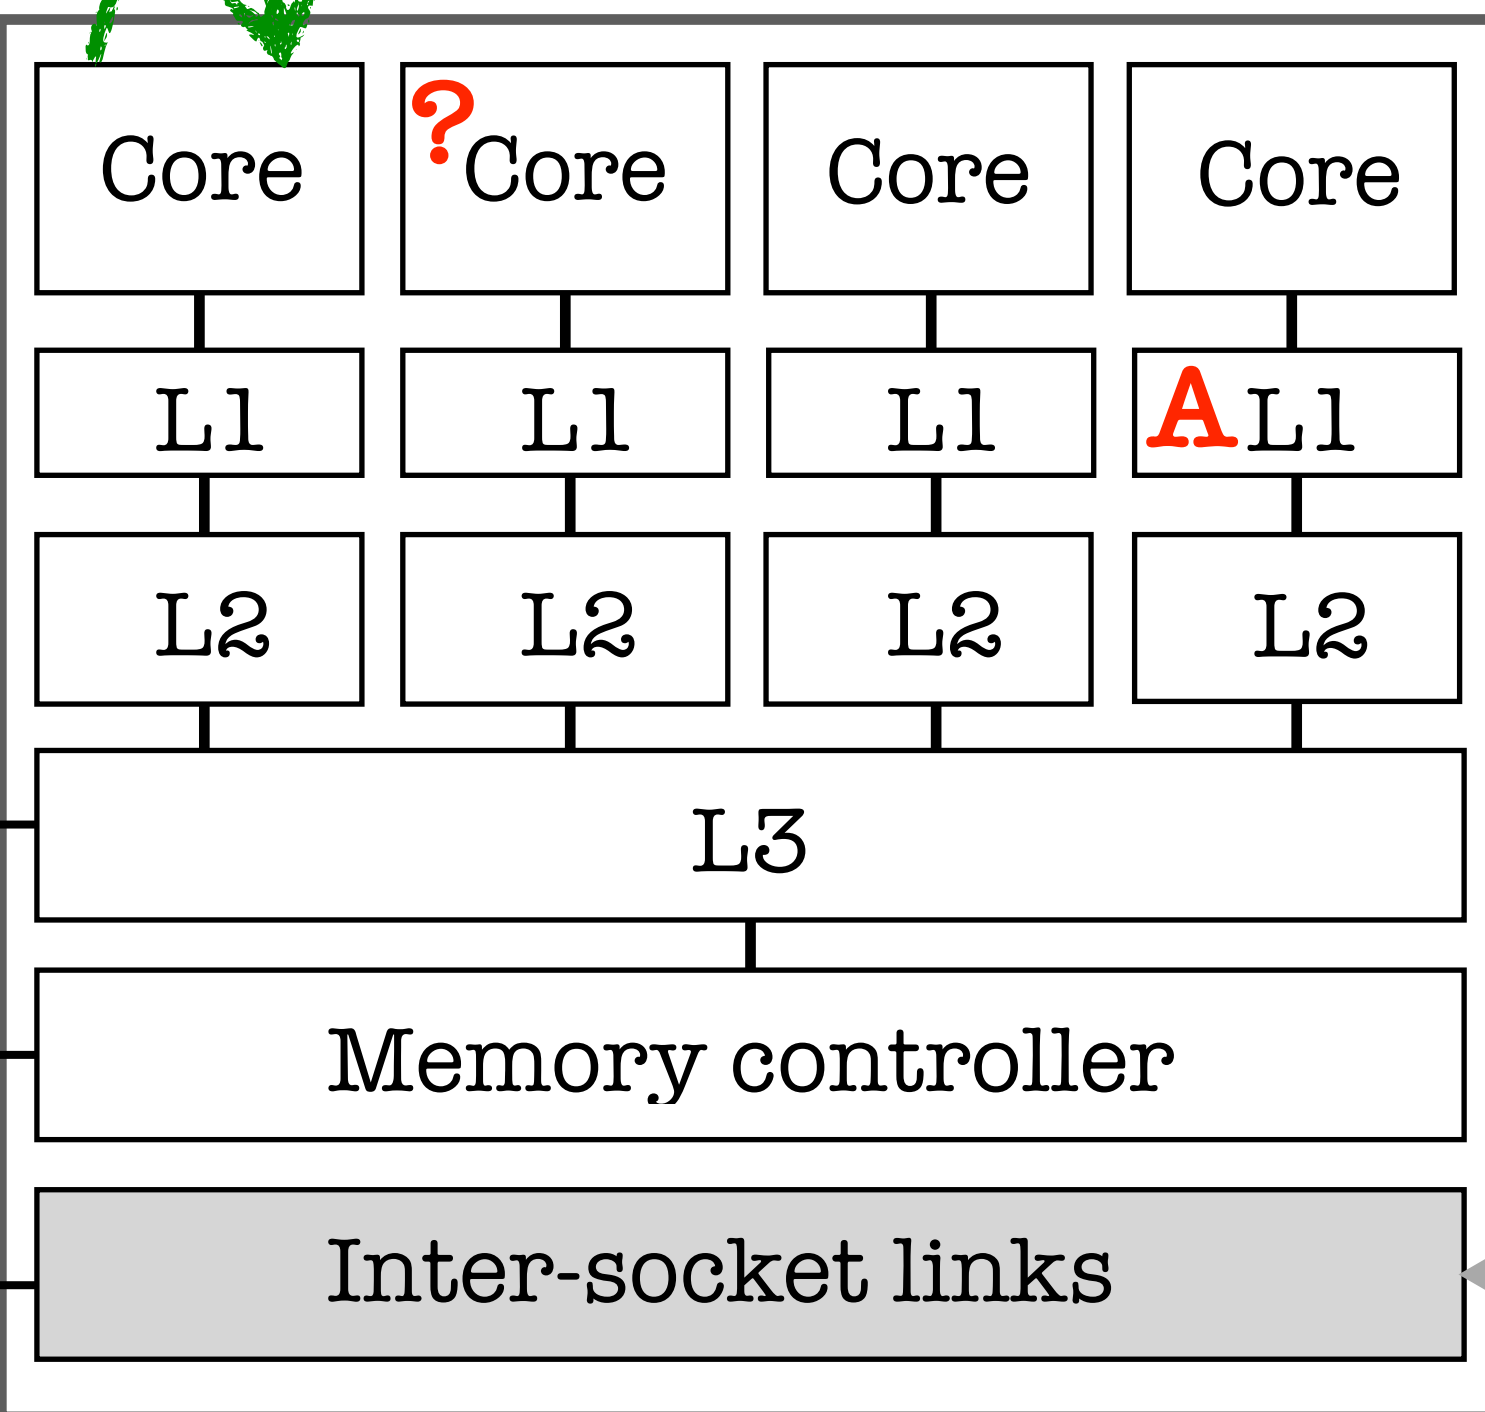 Core ? Core Core Core
L1 L1 L1 A L1
L2 L2 L2 L2
L3
Memory controller
Inter-socket links